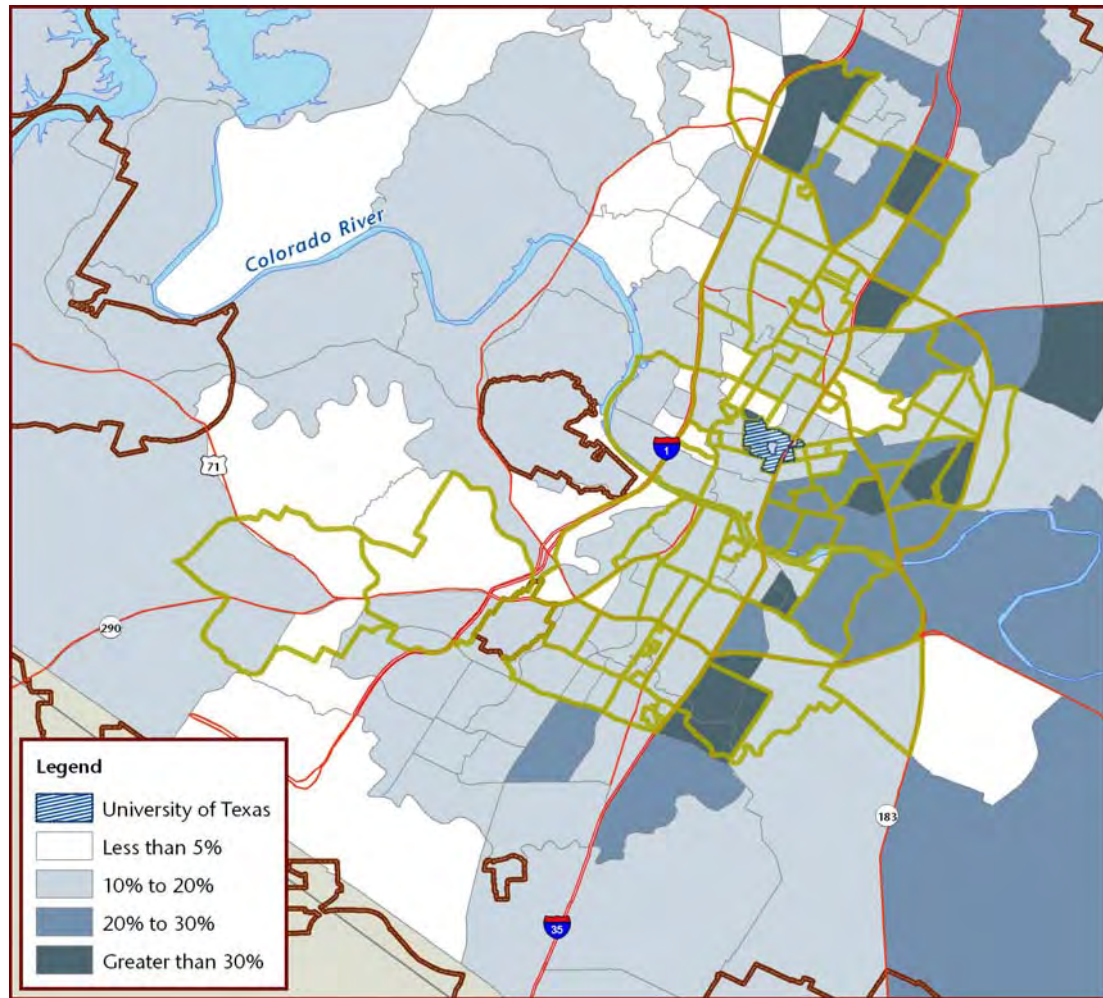 Colorado River
1
71
290
183
35
Legend
University of Texas
Less than 5%
10% to 20%
20% to 30%
Greater than 30%